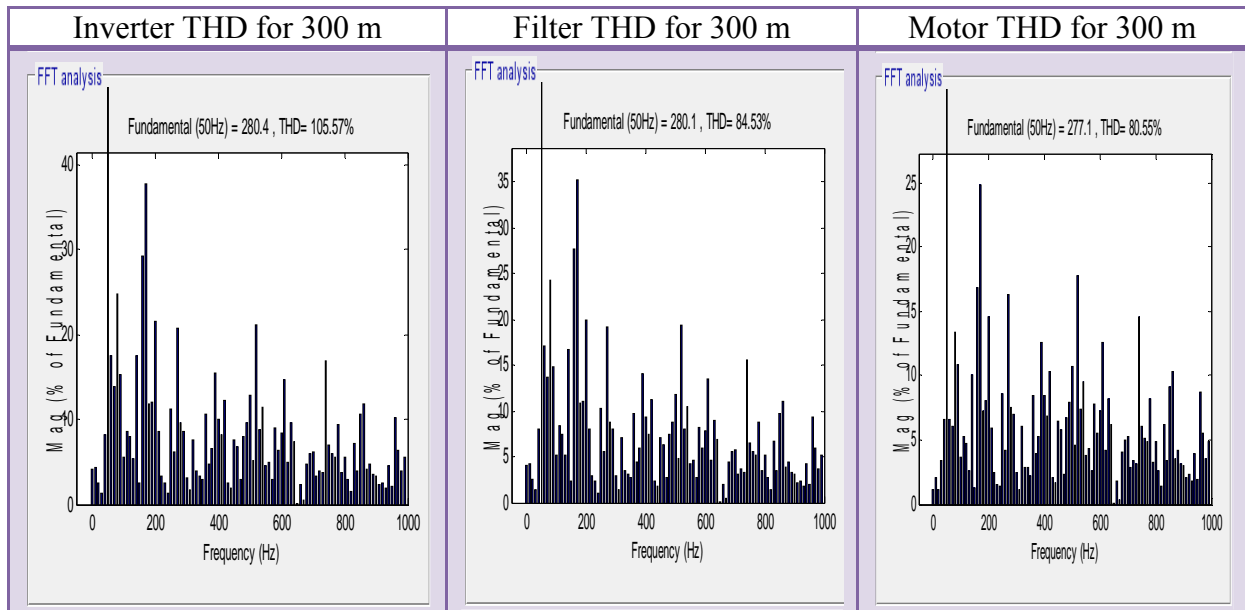 Inverter THD for 300 m
Filter THD for 300 m
Motor THD for 300 m
FFT analysis
Fundamental (50Hz) = 280.4 , THD= 105.57%
40
30
20
10
0
Mag (% of Fundamental)
0 200 400 600 800 1000
Frequency (Hz)
FFT analysis
Fundamental (50Hz) = 280.1 , THD= 84.53%
35
30
25
20
15
10
5
0
Mag (% of Fundamental)
0 200 400 600 800 1000
Frequency (Hz)
FFT analysis
Fundamental (50Hz) = 277.1 , THD= 80.55%
25
20
15
10
5
0
Mag (% of Fundamental)
0 200 400 600 800 1000
Frequency (Hz)